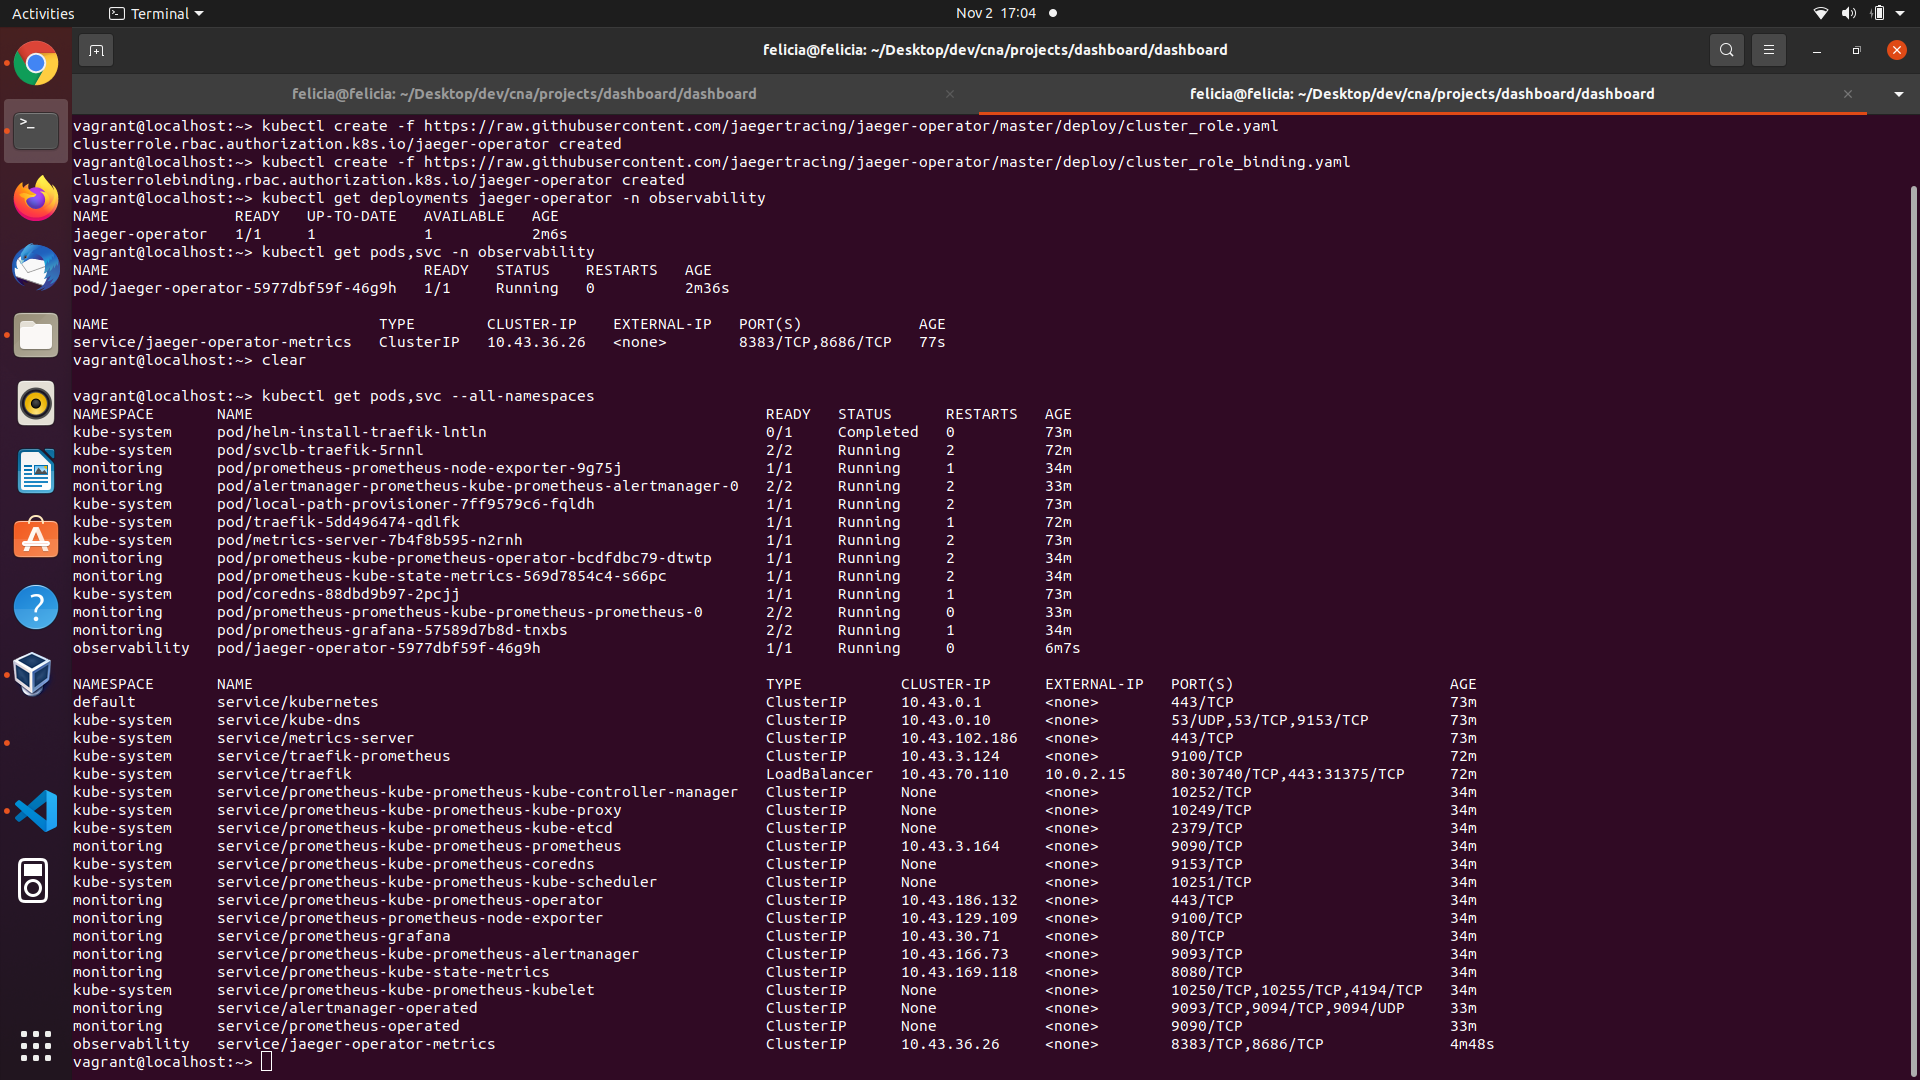 Activities Terminal Nov 2 17:04
felicia@felicia: ~/Desktop/dev/cna/projects/dashboard/dashboard
felicia@felicia: ~/Desktop/dev/cna/projects/dashboard/dashboard felicia@felicia: ~/Desktop/dev/cna/projects/dashboard/dashboard
vagrant@localhost:~> kubectl create -f https://raw.githubusercontent.com/jaegertracing/jaeger-operator/master/deploy/cluster_role.yaml
clusterrole.rbac.authorization.k8s.io/jaeger-operator created
vagrant@localhost:~> kubectl create -f https://raw.githubusercontent.com/jaegertracing/jaeger-operator/master/deploy/cluster_role_binding.yaml
clusterrolebinding.rbac.authorization.k8s.io/jaeger-operator created
vagrant@localhost:~> kubectl get deployments jaeger-operator -n observability
NAME READY UP-TO-DATE AVAILABLE AGE
jaeger-operator 1/1 1 1 2m6s
vagrant@localhost:~> kubectl get pods,svc -n observability
NAME READY STATUS RESTARTS AGE
pod/jaeger-operator-5977dbf59f-46g9h 1/1 Running 0 2m36s
NAME TYPE CLUSTER-IP EXTERNAL-IP PORT(S) AGE
service/jaeger-operator-metrics ClusterIP 10.43.36.26 <none> 8383/TCP,8686/TCP 77s
vagrant@localhost:~> clear
vagrant@localhost:~> kubectl get pods,svc --all-namespaces
NAMESPACE NAME READY STATUS RESTARTS AGE
kube-system pod/helm-install-traefik-lntln 0/1 Completed 0 73m
kube-system pod/svclb-traefik-5rnnl 2/2 Running 2 72m
monitoring pod/prometheus-prometheus-node-exporter-9g75j 1/1 Running 1 34m
monitoring pod/alertmanager-prometheus-kube-prometheus-alertmanager-0 2/2 Running 2 33m
kube-system pod/local-path-provisioner-7ff9579c6-fqldh 1/1 Running 2 73m
kube-system pod/traefik-5dd496474-qdlfk 1/1 Running 1 72m
kube-system pod/metrics-server-7b4f8b595-n2rnh 1/1 Running 2 73m
monitoring pod/prometheus-kube-prometheus-operator-bcdfdbc79-dtwtp 1/1 Running 2 34m
monitoring pod/prometheus-kube-state-metrics-569d7854c4-s66pc 1/1 Running 2 34m
kube-system pod/coredns-88dbd9b97-2pcjj 1/1 Running 1 73m
monitoring pod/prometheus-prometheus-kube-prometheus-prometheus-0 2/2 Running 0 33m
monitoring pod/prometheus-grafana-57589d7b8d-tnxbs 2/2 Running 1 34m
observability pod/jaeger-operator-5977dbf59f-46g9h 1/1 Running 0 6m7s
NAMESPACE NAME TYPE CLUSTER-IP EXTERNAL-IP PORT(S) AGE
default service/kubernetes ClusterIP 10.43.0.1 <none> 443/TCP 73m
kube-system service/kube-dns ClusterIP 10.43.0.10 <none> 53/UDP,53/TCP,9153/TCP 73m
kube-system service/metrics-server ClusterIP 10.43.102.186 <none> 443/TCP 73m
kube-system service/traefik-prometheus ClusterIP 10.43.3.124 <none> 9100/TCP 72m
kube-system service/traefik LoadBalancer 10.43.70.110 10.0.2.15 80:30740/TCP,443:31375/TCP 72m
kube-system service/prometheus-kube-prometheus-kube-controller-manager ClusterIP None <none> 10252/TCP 34m
kube-system service/prometheus-kube-prometheus-kube-proxy ClusterIP None <none> 10249/TCP 34m
kube-system service/prometheus-kube-prometheus-kube-etcd ClusterIP None <none> 2379/TCP 34m
monitoring service/prometheus-kube-prometheus-prometheus ClusterIP 10.43.3.164 <none> 9090/TCP 34m
kube-system service/prometheus-kube-prometheus-coredns ClusterIP None <none> 9153/TCP 34m
kube-system service/prometheus-kube-prometheus-kube-scheduler ClusterIP None <none> 10251/TCP 34m
monitoring service/prometheus-kube-prometheus-operator ClusterIP 10.43.186.132 <none> 443/TCP 34m
monitoring service/prometheus-prometheus-node-exporter ClusterIP 10.43.129.109 <none> 9100/TCP 34m
monitoring service/prometheus-grafana ClusterIP 10.43.30.71 <none> 80/TCP 34m
monitoring service/prometheus-kube-prometheus-alertmanager ClusterIP 10.43.166.73 <none> 9093/TCP 34m
monitoring service/prometheus-kube-state-metrics ClusterIP 10.43.169.118 <none> 8080/TCP 34m
kube-system service/prometheus-kube-prometheus-kubelet ClusterIP None <none> 10250/TCP,10255/TCP,4194/TCP 34m
monitoring service/alertmanager-operated ClusterIP None <none> 9093/TCP,9094/TCP,9094/UDP 33m
monitoring service/prometheus-operated ClusterIP None <none> 9090/TCP 33m
observability service/jaeger-operator-metrics ClusterIP 10.43.36.26 <none> 8383/TCP,8686/TCP 4m48s
vagrant@localhost:~>